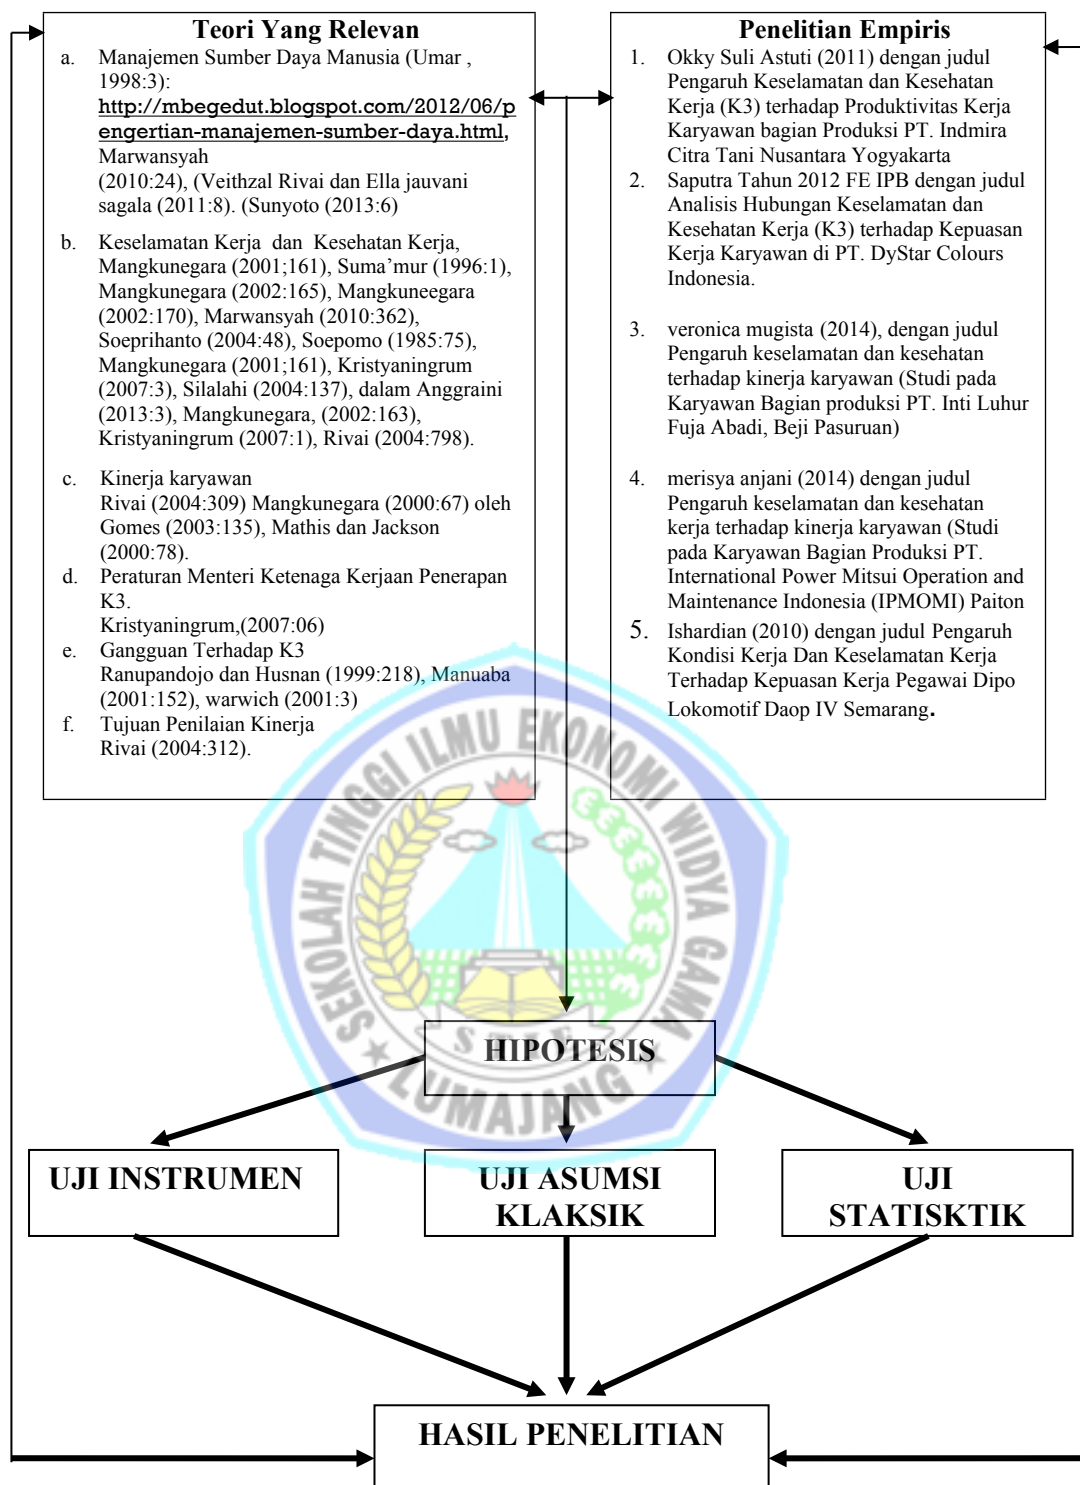 Teori Yang Relevan
a. Manajemen Sumber Daya Manusia (Umar ,
1998:3):
http://mbegedut.blogspot.com/2012/06/p
engertian-manajemen-sumber-daya.html,
Marwansyah
(2010:24), (Veithzal Rivai dan Ella jauvani
sagala (2011:8). (Sunyoto (2013:6)
b. Keselamatan Kerja dan Kesehatan Kerja,
Mangkunegara (2001;161), Suma’mur (1996:1),
Mangkunegara (2002:165), Mangkuneegara
(2002:170), Marwansyah (2010:362),
Soeprihanto (2004:48), Soepomo (1985:75),
Mangkunegara (2001;161), Kristyaningrum
(2007:3), Silalahi (2004:137), dalam Anggraini
(2013:3), Mangkunegara, (2002:163),
Kristyaningrum (2007:1), Rivai (2004:798).
c. Kinerja karyawan
Rivai (2004:309) Mangkunegara (2000:67) oleh
Gomes (2003:135), Mathis dan Jackson
(2000:78).
d. Peraturan Menteri Ketenaga Kerjaan Penerapan
K3.
Kristyaningrum,(2007:06)
e. Gangguan Terhadap K3
Ranupandojo dan Husnan (1999:218), Manuaba
(2001:152), warwich (2001:3)
f. Tujuan Penilaian Kinerja
Rivai (2004:312).
Penelitian Empiris
1. Okky Suli Astuti (2011) dengan judul
Pengaruh Keselamatan dan Kesehatan
Kerja (K3) terhadap Produktivitas Kerja
Karyawan bagian Produksi PT. Indmira
Citra Tani Nusantara Yogyakarta
2. Saputra Tahun 2012 FE IPB dengan judul
Analisis Hubungan Keselamatan dan
Kesehatan Kerja (K3) terhadap Kepuasan
Kerja Karyawan di PT. DyStar Colours
Indonesia.
3. veronica mugista (2014), dengan judul
Pengaruh keselamatan dan kesehatan
terhadap kinerja karyawan (Studi pada
Karyawan Bagian produksi PT. Inti Luhur
Fuja Abadi, Beji Pasuruan)
4. merisya anjani (2014) dengan judul
Pengaruh keselamatan dan kesehatan
kerja terhadap kinerja karyawan (Studi
pada Karyawan Bagian Produksi PT.
International Power Mitsui Operation and
Maintenance Indonesia (IPMOMI) Paiton
5. Ishardian (2010) dengan judul Pengaruh
Kondisi Kerja Dan Keselamatan Kerja
Terhadap Kepuasan Kerja Pegawai Dipo
Lokomotif Daop IV Semarang.
SEKOLAH TINGGI ILMU EKONOMI WIDYA GAMA
STIE
LUMAJANG
HIPOTESIS
UJI INSTRUMEN
UJI ASUMSI
KLAKSIK
UJI
STATISKTIK
HASIL PENELITIAN